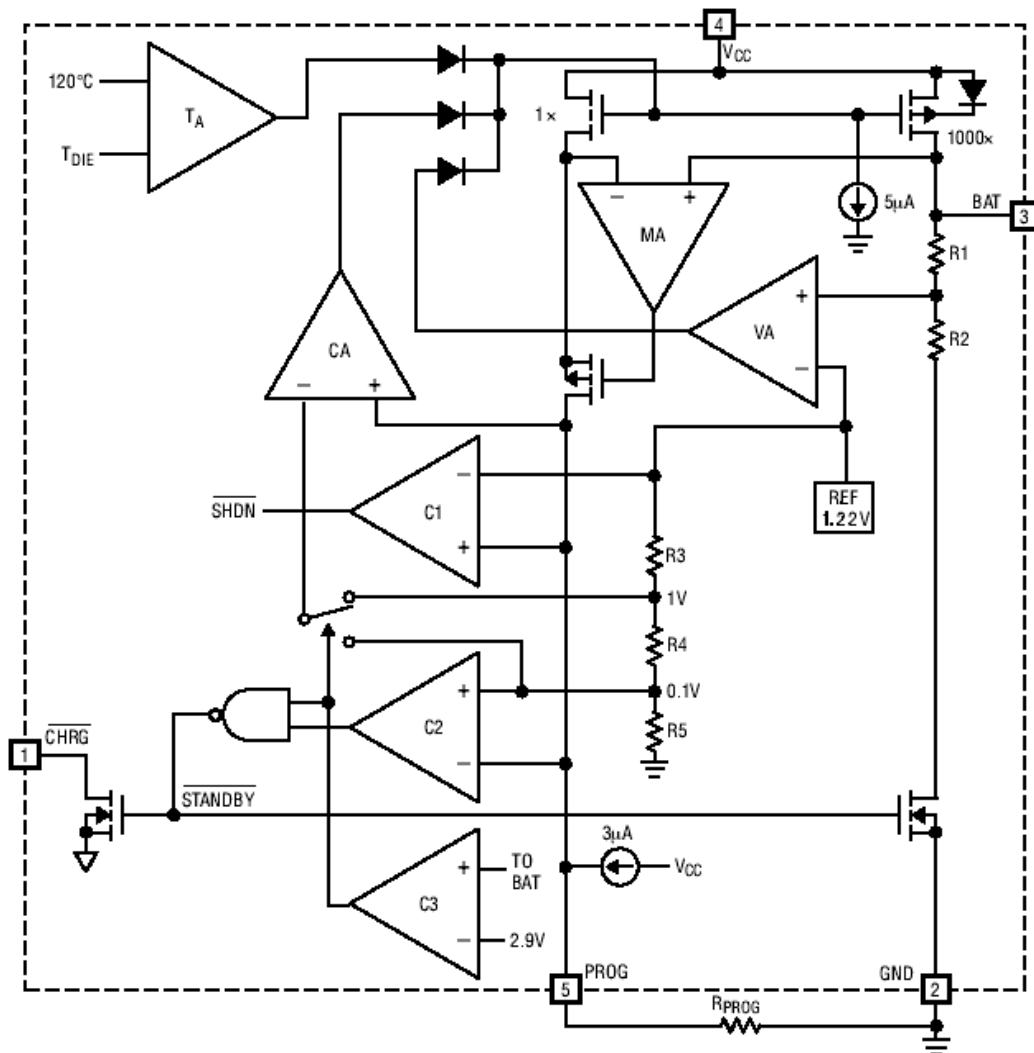 4
VCC
120°C
TA
TDIE
1×
1000×
5µA
BAT
3
MA
R1
VA
R2
CA
REF
1.22V
SHDN
C1
R3
1V
R4
0.1V
C2
R5
CHRG
1
STANDBY
3µA
VCC
TO
BAT
C3
2.9V
PROG
GND
5
2
RPROG
− +
+
−
− +
−
+
+
−
+
−